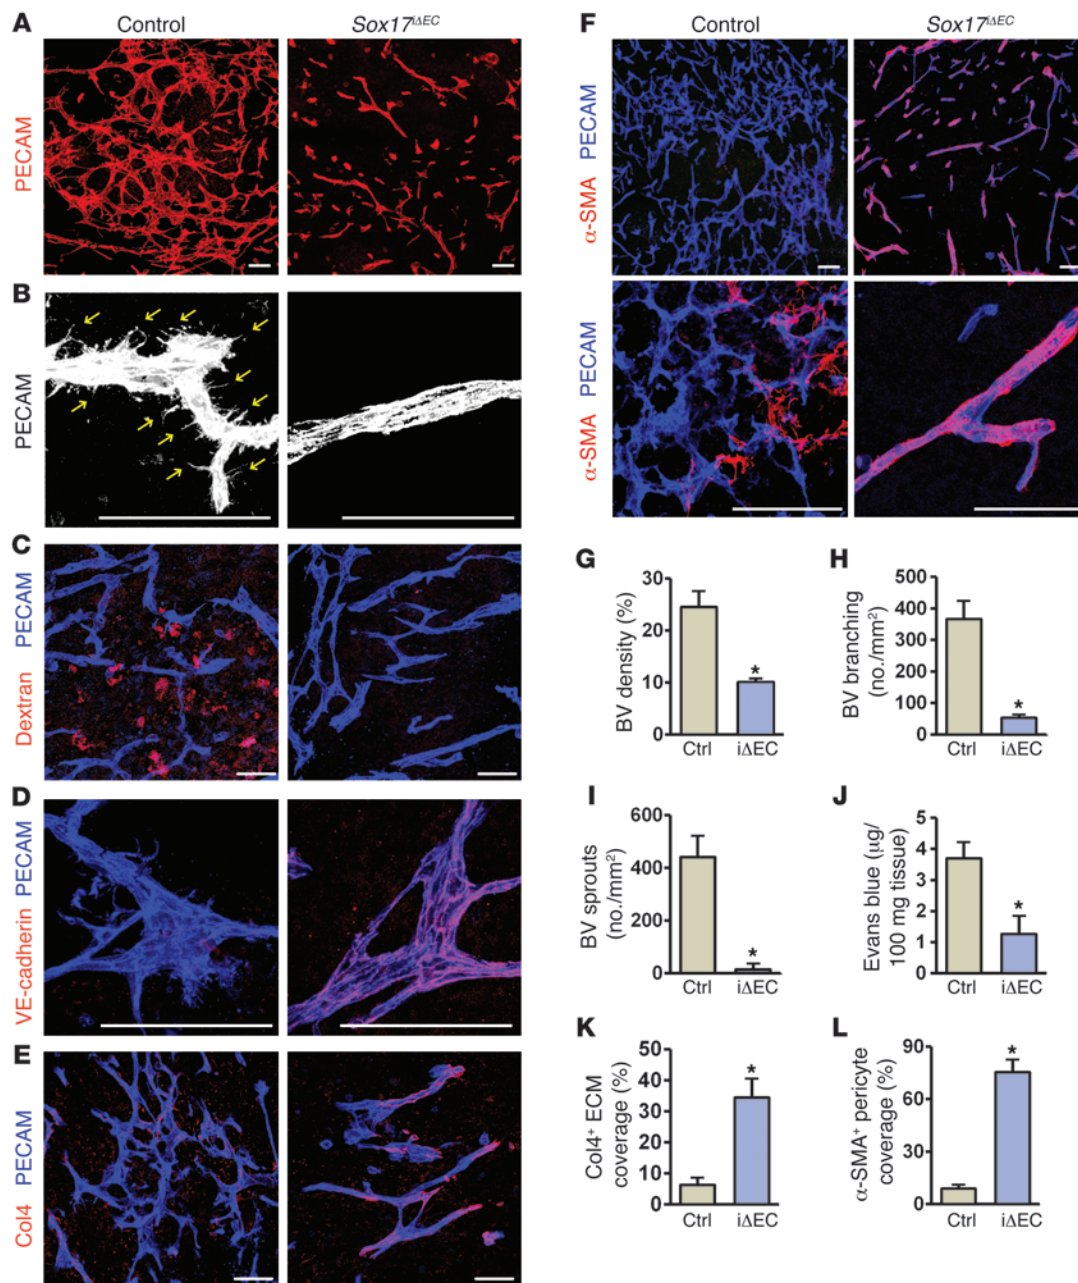 A
Control
Sox17iΔEC
PECAM
B
PECAM
C
Dextran PECAM
D
VE-cadherin PECAM
E
Col4 PECAM
F
Control
Sox17iΔEC
α-SMA PECAM
α-SMA PECAM
G
BV density (%)
30
20
10
0
Ctrl
*
iΔEC
H
BV branching
(no./mm²)
500
400
300
200
100
0
Ctrl
*
iΔEC
I
BV sprouts
(no./mm²)
600
400
200
0
Ctrl
*
iΔEC
J
Evans blue (μg/
100 mg tissue)
5
4
3
2
1
0
Ctrl
*
iΔEC
K
Col4⁺ ECM
coverage (%)
50
40
30
20
10
0
Ctrl
*
iΔEC
L
α-SMA⁺ pericyte
coverage (%)
90
60
30
0
Ctrl
*
iΔEC